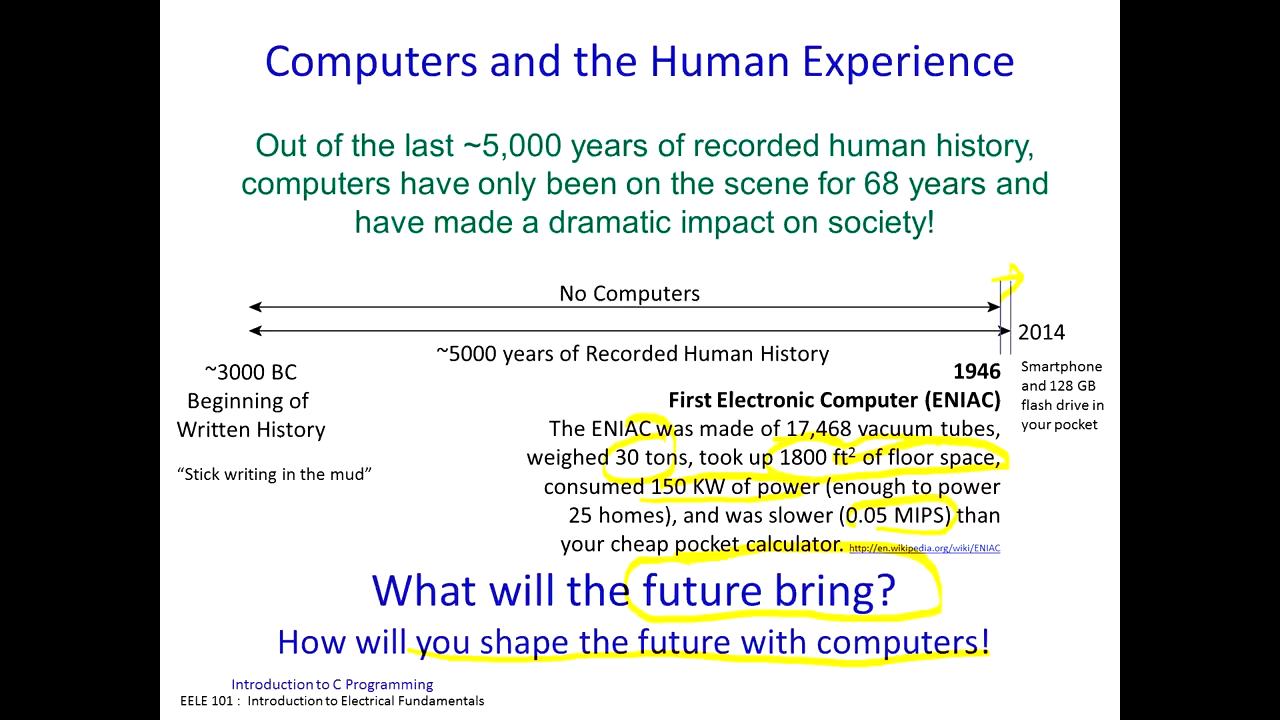 Computers and the Human Experience
Out of the last ~5,000 years of recorded human history,
computers have only been on the scene for 68 years and
have made a dramatic impact on society!
No Computers
2014
~5000 years of Recorded Human History
~3000 BC
Beginning of
Written History
"Stick writing in the mud"
1946
First Electronic Computer (ENIAC)
The ENIAC was made of 17,468 vacuum tubes,
weighed 30 tons, took up 1800 ft² of floor space,
consumed 150 KW of power (enough to power
25 homes), and was slower (0.05 MIPS) than
your cheap pocket calculator. http://en.wikipedia.org/wiki/ENIAC
Smartphone
and 128 GB
flash drive in
your pocket
What will the future bring?
How will you shape the future with computers!
Introduction to C Programming
EELE 101 : Introduction to Electrical Fundamentals